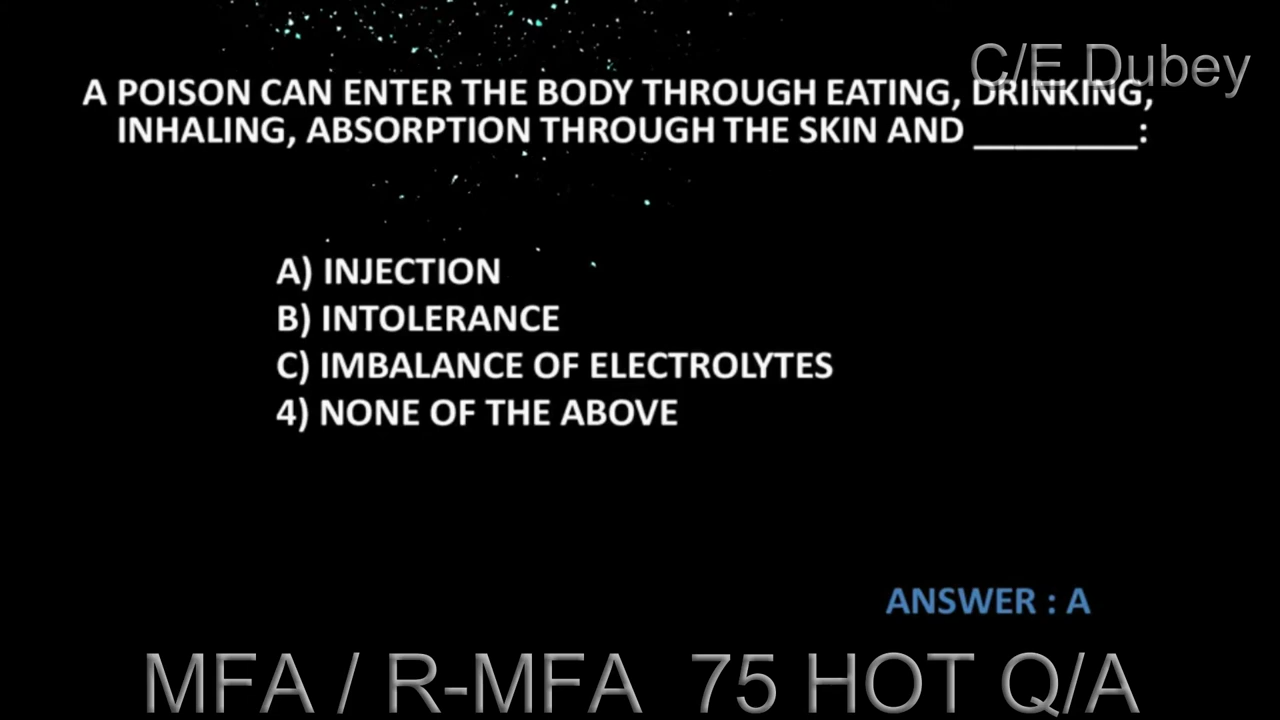 C/E Dubey
A POISON CAN ENTER THE BODY THROUGH EATING, DRINKING,
INHALING, ABSORPTION THROUGH THE SKIN AND ________:
A) INJECTION
B) INTOLERANCE
C) IMBALANCE OF ELECTROLYTES
4) NONE OF THE ABOVE
ANSWER : A
MFA / R-MFA 75 HOT Q/A